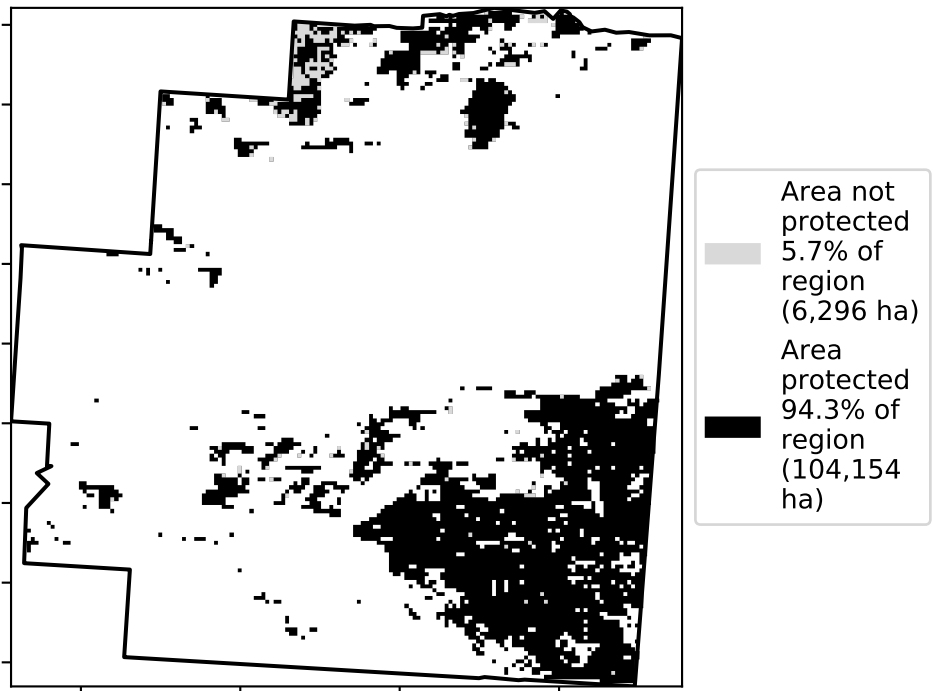 Area not
protected
5.7% of
region
(6,296 ha)
Area
protected
94.3% of
region
(104,154
ha)